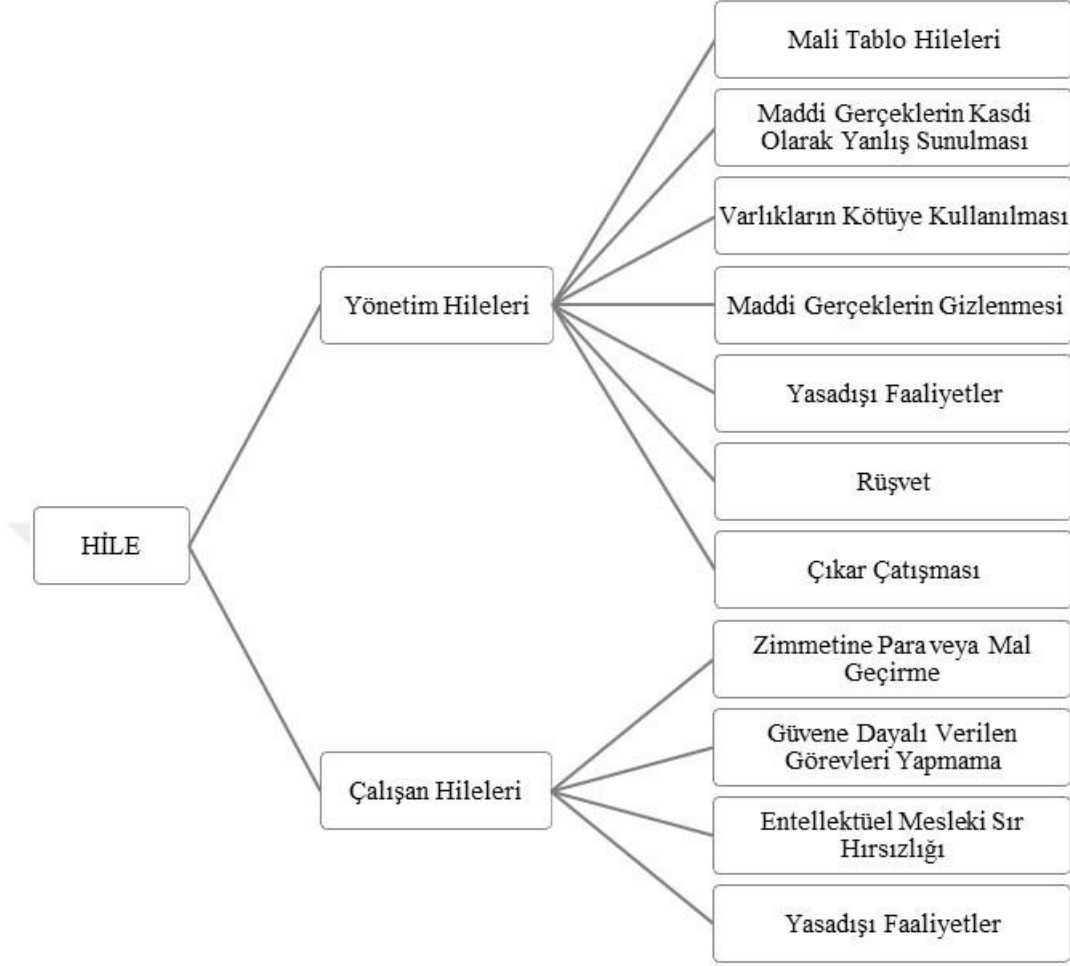 Mali Tablo Hileleri
Maddi Gerçeklerin Kasdi
Olarak Yanlış Sunulması
Varlıkların Kötüye Kullanılması
Yönetim Hileleri
Maddi Gerçeklerin Gizlenmesi
Yasadışı Faaliyetler
Rüşvet
HİLE
Çıkar Çatışması
Zimmetine Para veya Mal
Geçirme
Güvene Dayalı Verilen
Görevleri Yapmama
Çalışan Hileleri
Entellektüel Mesleki Sır
Hırsızlığı
Yasadışı Faaliyetler